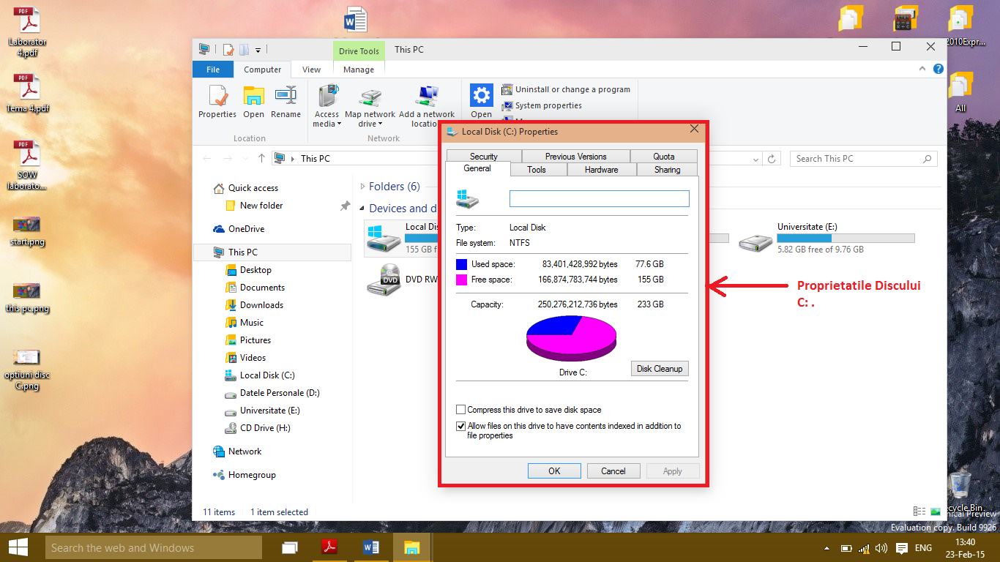 Laborator
4.pdf
Tema 4.pdf
SOW
laborato...
start.png
this pc.png
optiuni disc
C.png
2010Expr...
All
Drive Tools
This PC
File
Computer
View
Manage
Properties
Open
Rename
Access
media
Map network
drive
Add a network
Open
Uninstall or change a program
System properties
Location
Network
This PC
Search This PC
Quick access
New folder
OneDrive
This PC
Desktop
Documents
Downloads
Music
Pictures
Videos
Local Disk (C:)
Datele Personale (D:)
Universitate (E:)
CD Drive (H:)
Network
Homegroup
Folders (6)
Devices and d
Local Dis
155 GB f
DVD RW
DVD
Universitate (E:)
5.82 GB free of 9.76 GB
Local Disk (C:) Properties
Security
Previous Versions
Quota
General
Tools
Hardware
Sharing
Type: Local Disk
File system: NTFS
Used space: 83,401,428,992 bytes 77.6 GB
Free space: 166,874,783,744 bytes 155 GB
Capacity: 250,276,212,736 bytes 233 GB
Drive C:
Disk Cleanup
Compress this drive to save disk space
Allow files on this drive to have contents indexed in addition to
file properties
OK
Cancel
Apply
Proprietatile Discului
C: .
11 items
1 item selected
ecycle Bin
nical Preview
Evaluation copy. Build 9926
Search the web and Windows
ENG
13:40
23-Feb-15